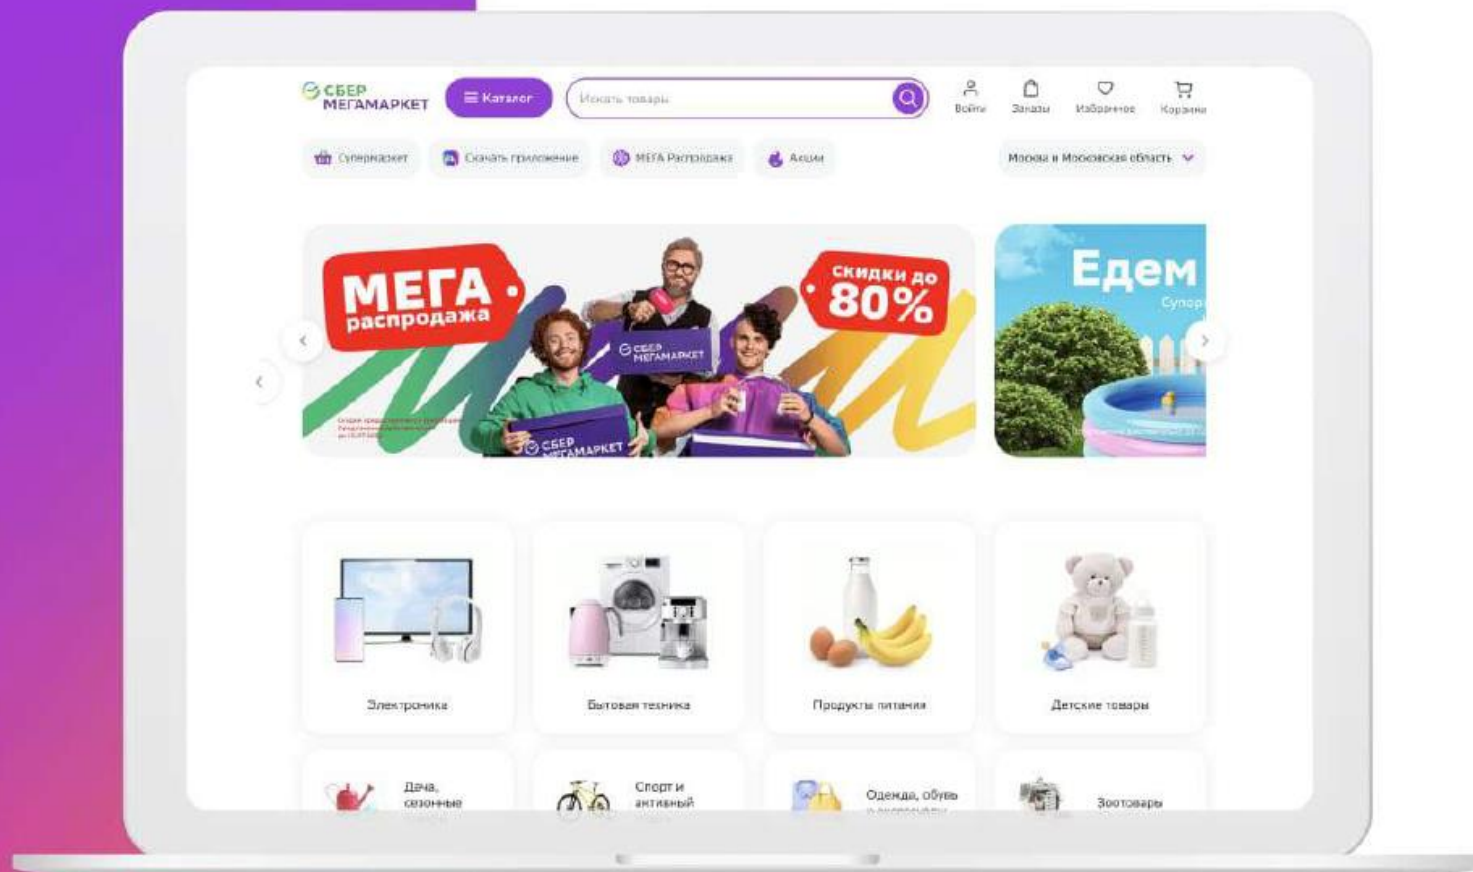 СБЕР
МЕГАМАРКЕТ
Каталог
Искать товары
Войти
Заказы
Избранное
Корзина
Супермаркет
Скачать приложение
МЕГА Распродажа
Акции
Москва и Московская область
МЕГА
распродажа
СКИДКИ ДО
80%
СБЕР
МЕГАМАРКЕТ
СБЕР
МЕГАМАРКЕТ
Едем
Электроника
Бытовая техника
Продукты питания
Детские товары
Дача,
сезонные
Спорт и
активный
Одежда, обувь
Зоотовары